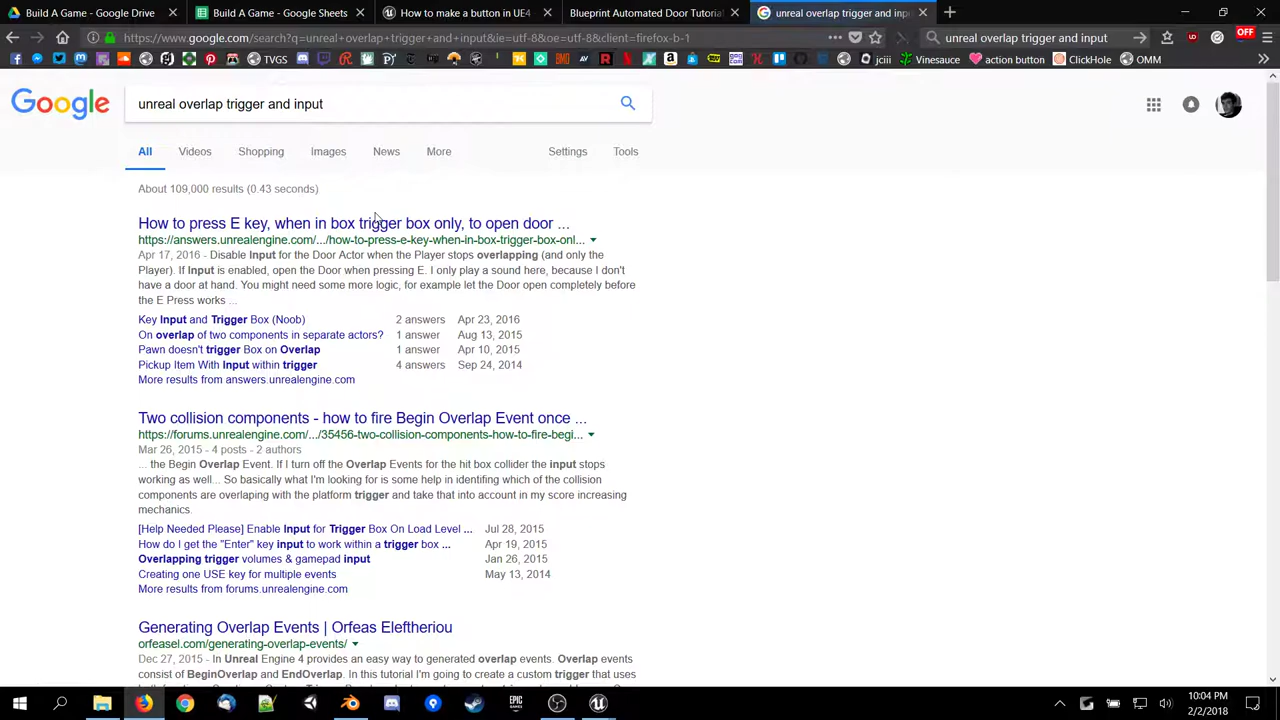 Build A Game - Google Drive
Build A Game - Google Sheets
How to make a button in UE4
Blueprint Automated Door Tutorial
unreal overlap trigger and inp
https://www.google.com/search?q=unreal+overlap+trigger+and+input&ie=utf-8&oe=utf-8&client=firefox-b-1
unreal overlap trigger and input
OFF
TVGS
jciii
Vinesauce
action button
ClickHole
OMM
Google
unreal overlap trigger and input
All Videos Shopping Images News More Settings Tools
About 109,000 results (0.43 seconds)
How to press E key, when in box trigger box only, to open door ...
https://answers.unrealengine.com/.../how-to-press-e-key-when-in-box-trigger-box-onl...
Apr 17, 2016 - Disable Input for the Door Actor when the Player stops overlapping (and only the
Player). If Input is enabled, open the Door when pressing E. I only play a sound here, because I don't
have a door at hand. You might need some more logic, for example let the Door open completely before
the E Press works ...
Key Input and Trigger Box (Noob) 2 answers Apr 23, 2016
On overlap of two components in separate actors? 1 answer Aug 13, 2015
Pawn doesn't trigger Box on Overlap 1 answer Apr 10, 2015
Pickup Item With Input within trigger 4 answers Sep 24, 2014
More results from answers.unrealengine.com
Two collision components - how to fire Begin Overlap Event once ...
https://forums.unrealengine.com/.../35456-two-collision-components-how-to-fire-begi...
Mar 26, 2015 - 4 posts - 2 authors
... the Begin Overlap Event. If I turn off the Overlap Events for the hit box collider the input stops
working as well... So basically what I'm looking for is some help in identifing which of the collision
components are overlaping with the platform trigger and take that into account in my score increasing
mechanics.
[Help Needed Please] Enable Input for Trigger Box On Load Level ... Jul 28, 2015
How do I get the "Enter" key input to work within a trigger box ... Apr 19, 2015
Overlapping trigger volumes & gamepad input Jan 26, 2015
Creating one USE key for multiple events May 13, 2014
More results from forums.unrealengine.com
Generating Overlap Events | Orfeas Eleftheriou
orfeasel.com/generating-overlap-events/
Dec 27, 2015 - In Unreal Engine 4 provides an easy way to generated overlap events. Overlap events
consist of BeginOverlap and EndOverlap. In this tutorial I'm going to create a custom trigger that uses
10:04 PM
2/2/2018